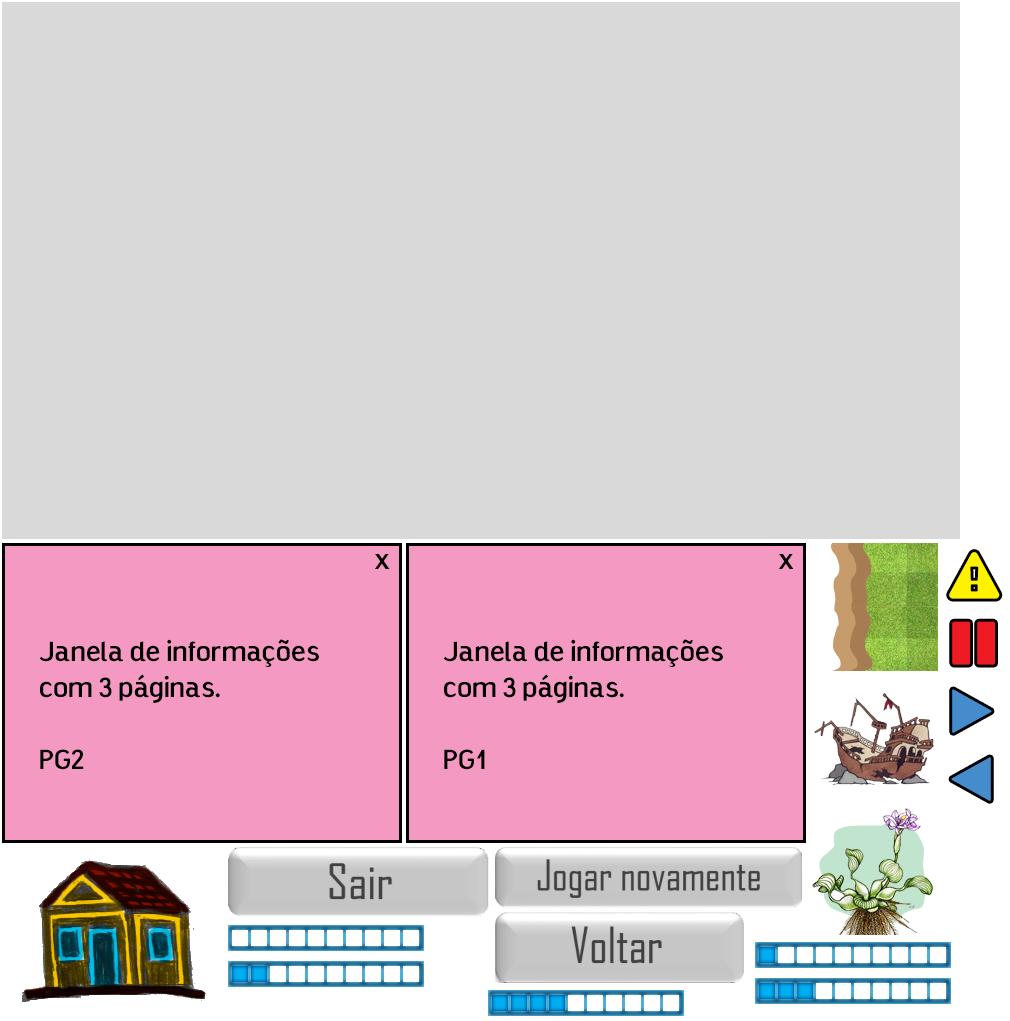 X
Janela de informações
com 3 páginas.
PG2
X
Janela de informações
com 3 páginas.
PG1
!
Sair
Jogar novamente
Voltar